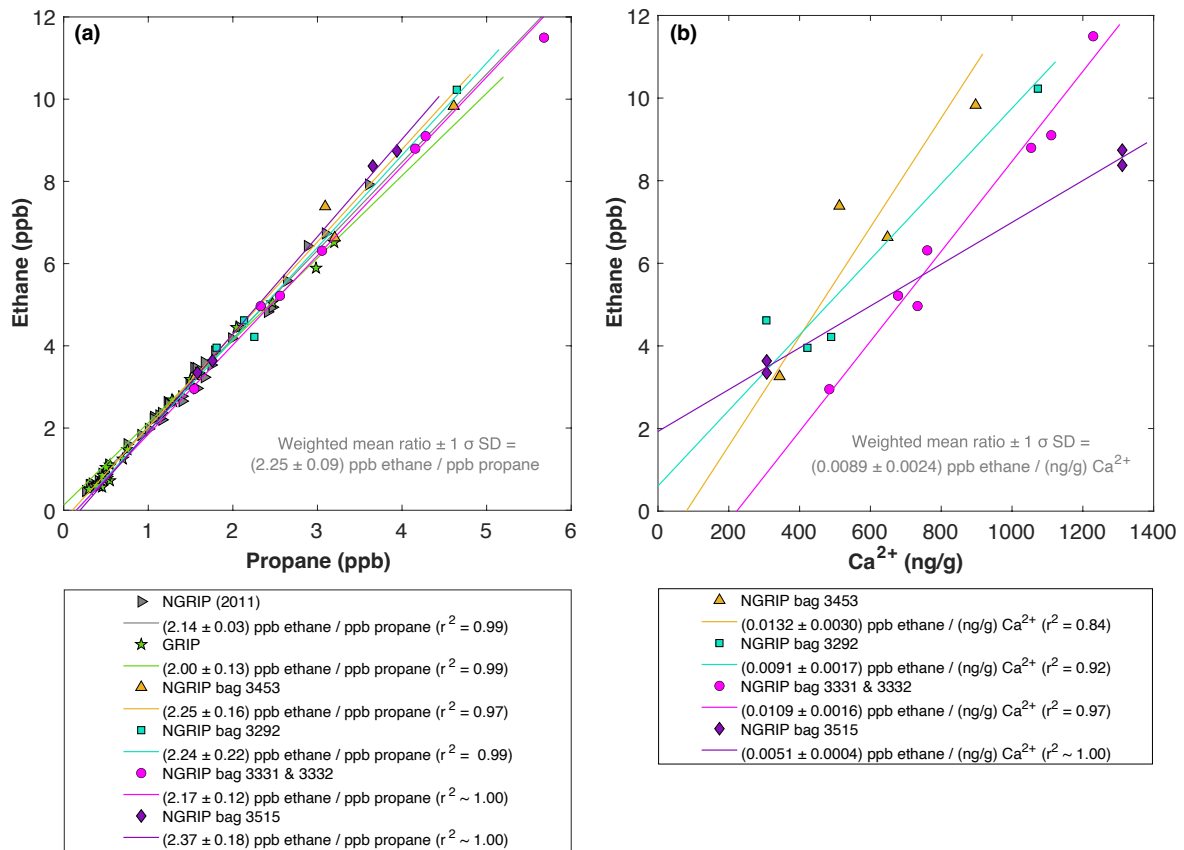 (a)
12
10
8
6
4
2
0
Ethane (ppb)
Weighted mean ratio ± 1 σ SD =
(2.25 ± 0.09) ppb ethane / ppb propane
0 1 2 3 4 5 6
Propane (ppb)
NGRIP (2011)
(2.14 ± 0.03) ppb ethane / ppb propane (r² = 0.99)
GRIP
(2.00 ± 0.13) ppb ethane / ppb propane (r² = 0.99)
NGRIP bag 3453
(2.25 ± 0.16) ppb ethane / ppb propane (r² = 0.97)
NGRIP bag 3292
(2.24 ± 0.22) ppb ethane / ppb propane (r² = 0.99)
NGRIP bag 3331 & 3332
(2.17 ± 0.12) ppb ethane / ppb propane (r² ~ 1.00)
NGRIP bag 3515
(2.37 ± 0.18) ppb ethane / ppb propane (r² ~ 1.00)
(b)
12
10
8
6
4
2
0
Ethane (ppb)
Weighted mean ratio ± 1 σ SD =
(0.0089 ± 0.0024) ppb ethane / (ng/g) Ca²⁺
0 200 400 600 800 1000 1200 1400
Ca²⁺ (ng/g)
NGRIP bag 3453
(0.0132 ± 0.0030) ppb ethane / (ng/g) Ca²⁺ (r² = 0.84)
NGRIP bag 3292
(0.0091 ± 0.0017) ppb ethane / (ng/g) Ca²⁺ (r² = 0.92)
NGRIP bag 3331 & 3332
(0.0109 ± 0.0016) ppb ethane / (ng/g) Ca²⁺ (r² = 0.97)
NGRIP bag 3515
(0.0051 ± 0.0004) ppb ethane / (ng/g) Ca²⁺ (r² ~ 1.00)